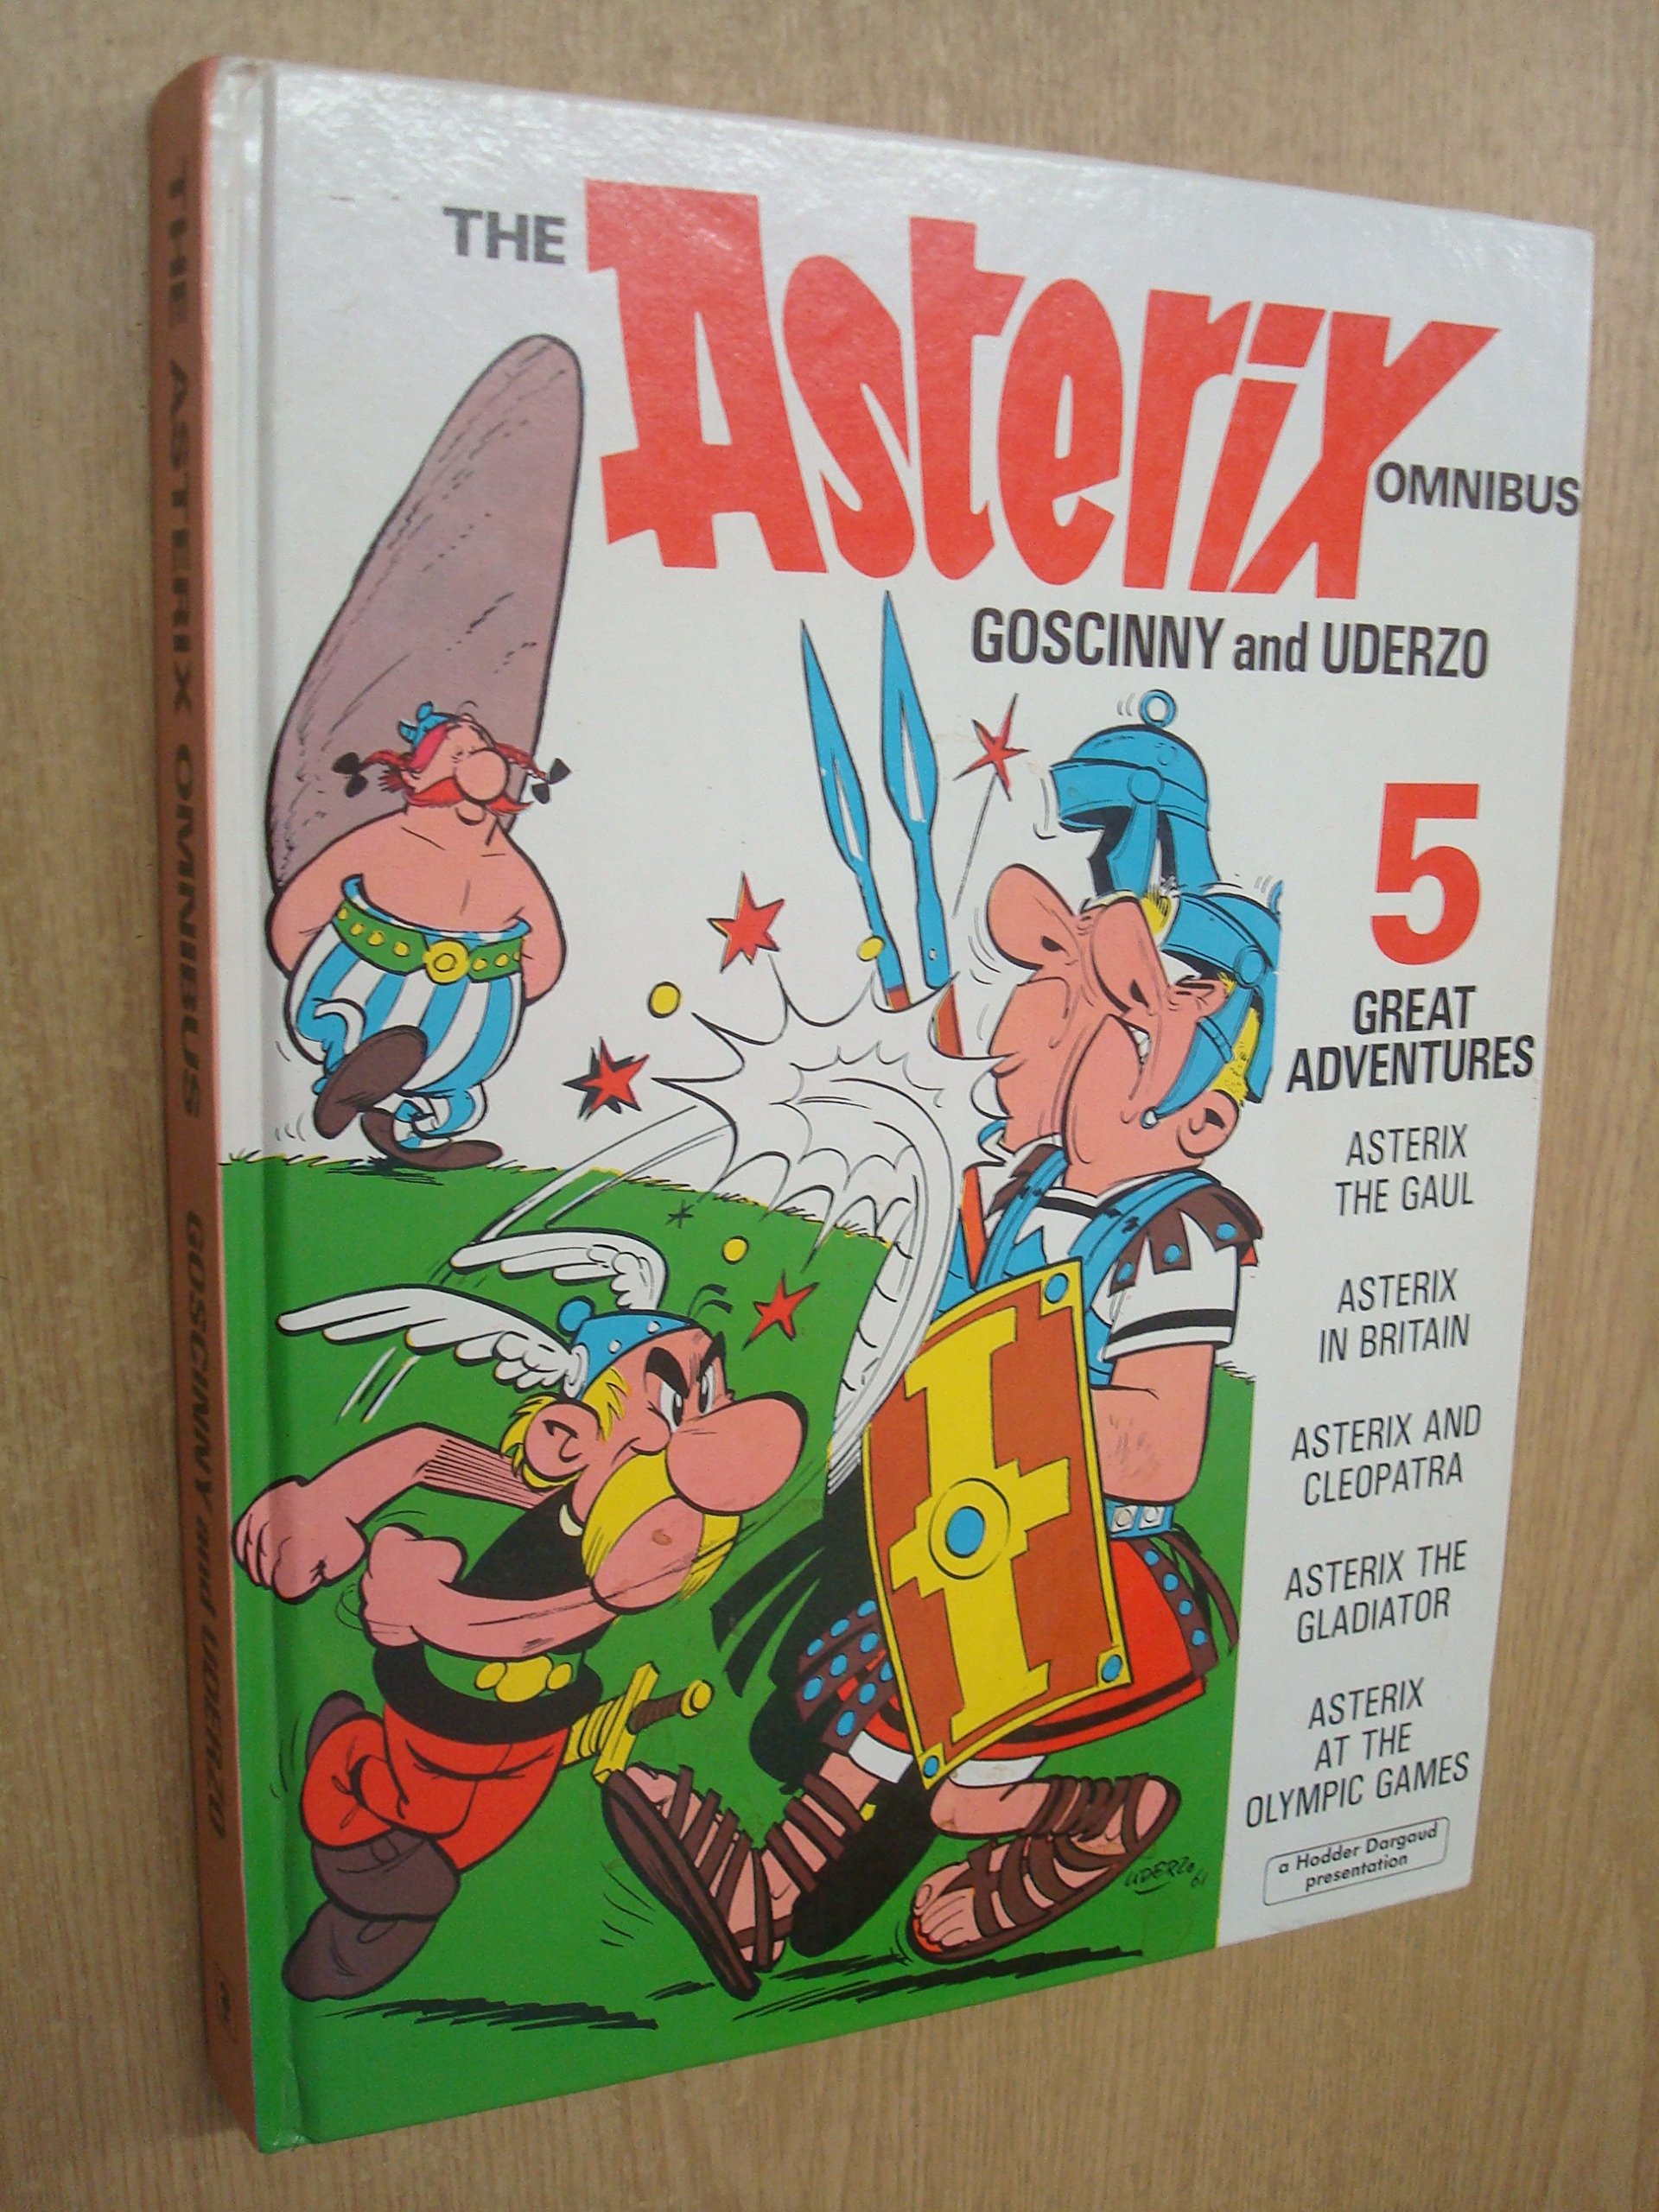 THE Asterix OMNIBUS
GOSCINNY and UDERZO
5
GREAT
ADVENTURES
ASTERIX
THE GAUL
ASTERIX
IN BRITAIN
ASTERIX AND
CLEOPATRA
ASTERIX THE
GLADIATOR
ASTERIX
AT THE
OLYMPIC GAMES
a Hodder Dargaud
presentation
UDERZO 61
THE ASTERIX OMNIBUS GOSCINNY and UDERZO